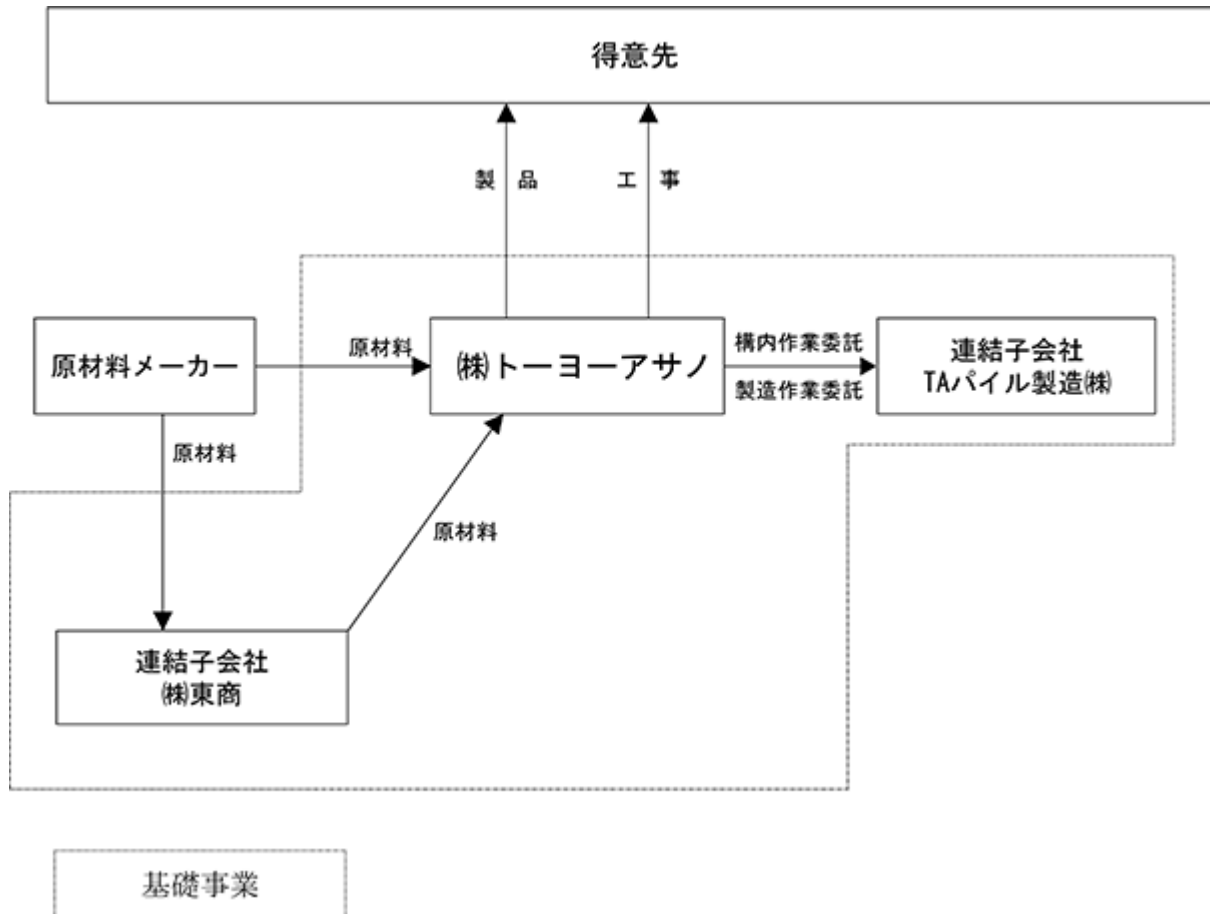 得意先
製品
工事
原材料メーカー
原材料
㈱トーヨーアサノ
構内作業委託
製造作業委託
連結子会社
TAパイル製造㈱
原材料
原材料
連結子会社
㈱東商
基礎事業